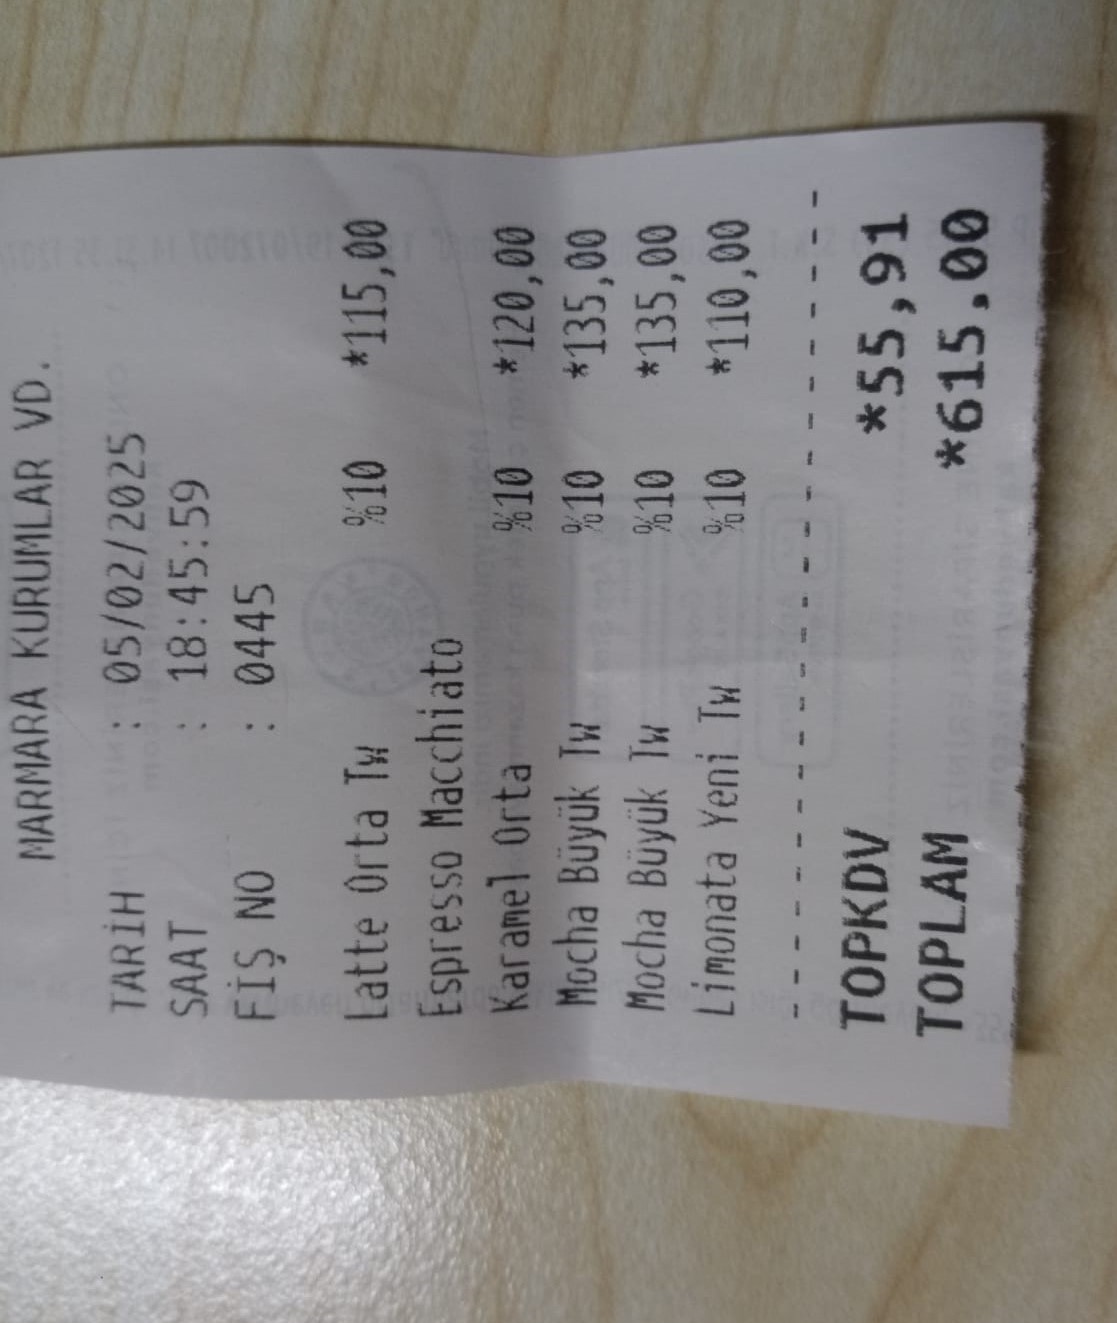 MARMARA KURUMLAR VD.
TARİH : 05/02/2025
SAAT : 18:45:59
FİŞ NO : 0445
Latte Orta Tw %10 *115,00
Espresso Macchiato
Karamel Orta %10 *120,00
Mocha Büyük Tw %10 *135,00
Mocha Büyük Tw %10 *135,00
Limonata Yeni Tw %10 *110,00
TOPKDV *55,91
TOPLAM *615,00